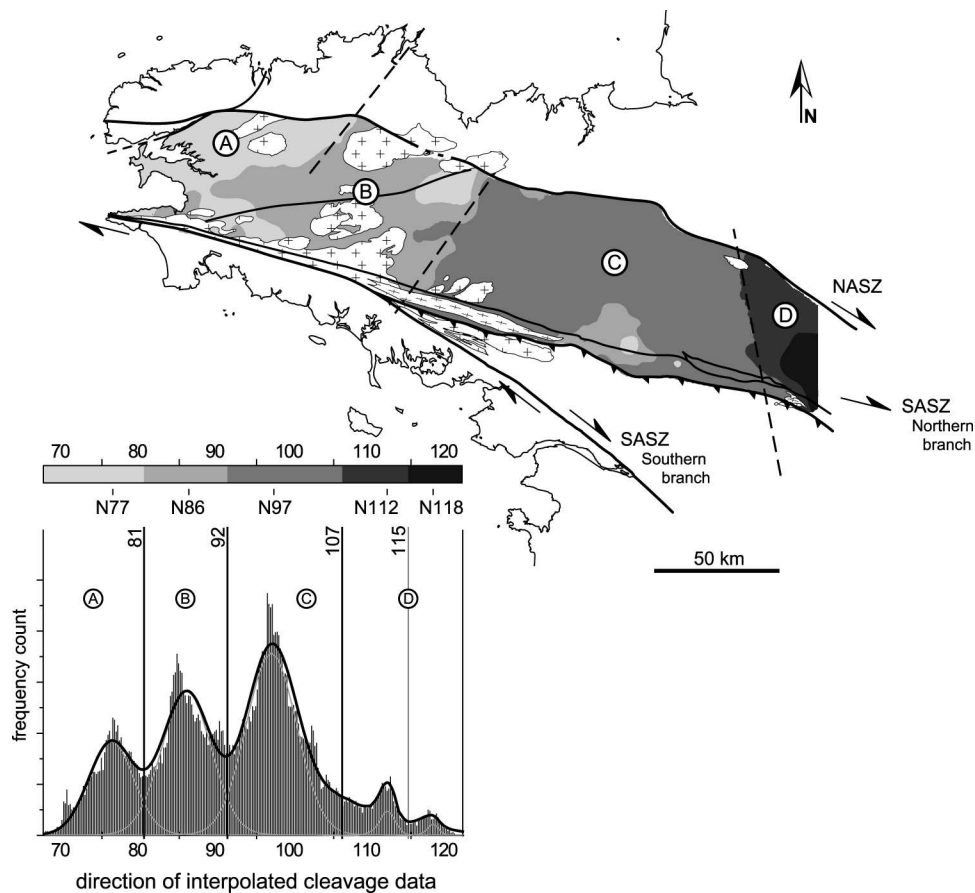 N
A
B
C
D
NASZ
SASZ
Northern
branch
SASZ
Southern
branch
50 km
70 80 90 100 110 120
N77 N86 N97 N112 N118
81 92 107 115
A B C D
frequency count
70 80 90 100 110 120
direction of interpolated cleavage data